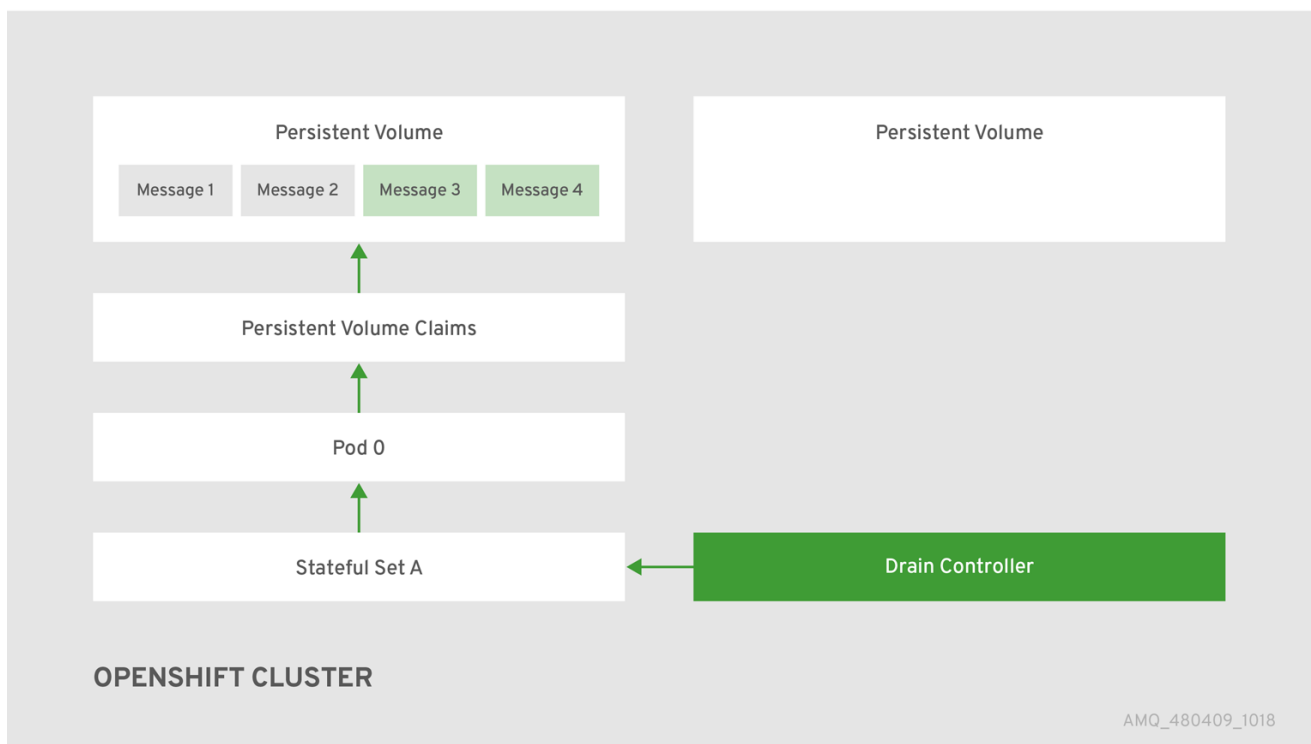 Persistent Volume
Message 1
Message 2
Message 3
Message 4
Persistent Volume
Persistent Volume Claims
Pod 0
Stateful Set A
Drain Controller
OPENSHIFT CLUSTER
AMQ_480409_1018